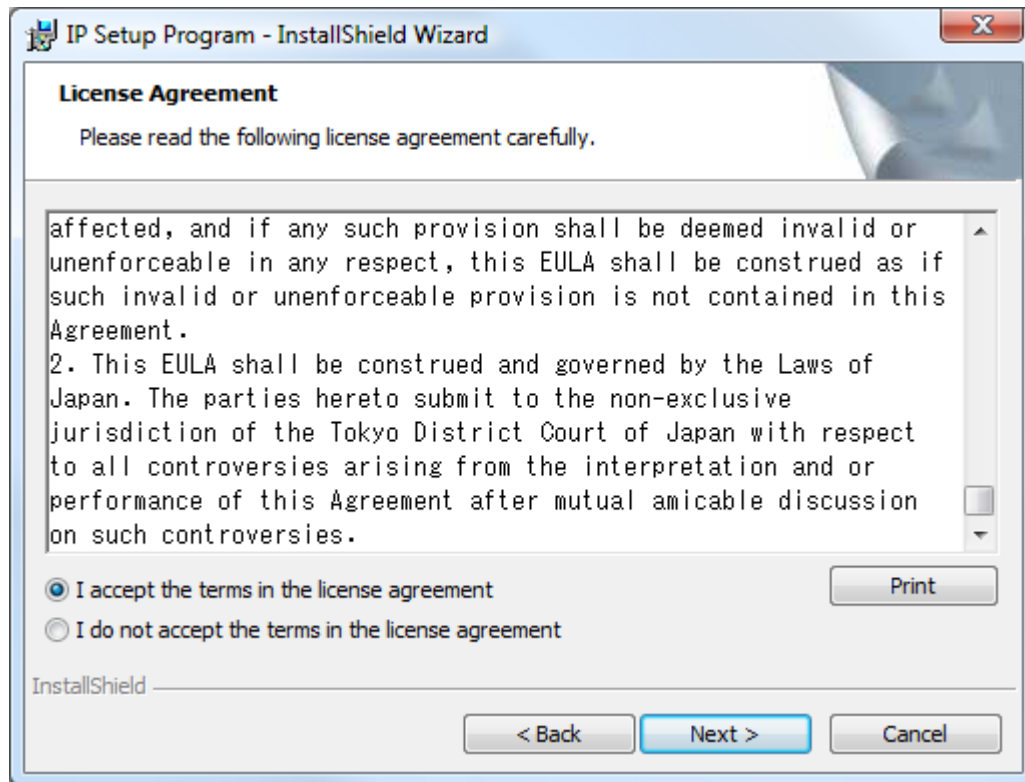 IP Setup Program - InstallShield Wizard
License Agreement
Please read the following license agreement carefully.
affected, and if any such provision shall be deemed invalid or
unenforceable in any respect, this EULA shall be construed as if
such invalid or unenforceable provision is not contained in this
Agreement.
2. This EULA shall be construed and governed by the Laws of
Japan. The parties hereto submit to the non-exclusive
jurisdiction of the Tokyo District Court of Japan with respect
to all controversies arising from the interpretation and or
performance of this Agreement after mutual amicable discussion
on such controversies.
I accept the terms in the license agreement
Print
I do not accept the terms in the license agreement
InstallShield
< Back
Next >
Cancel